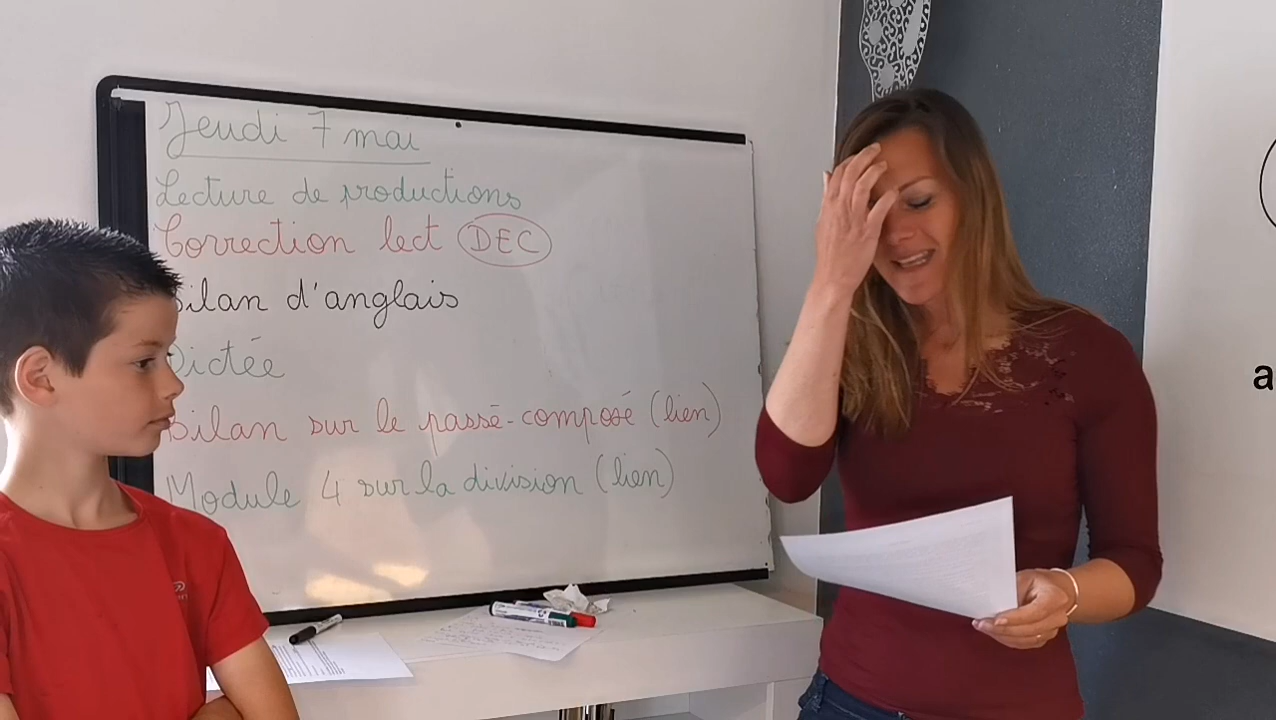 Jeudi 7 mai
Lecture de productions
Correction lect DEC
Bilan d'anglais
Dictée
Bilan sur le passé-composé (lien)
Module 4 sur la division (lien)
a